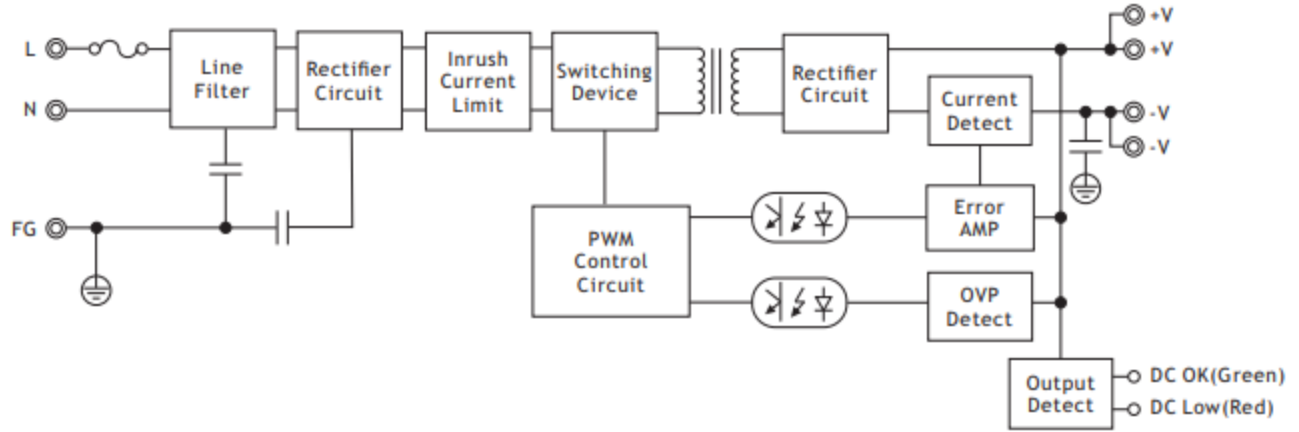 +V
L
Line
Filter
Rectifier
Circuit
Inrush
Current
Limit
Switching
Device
Rectifier
Circuit
+V
Current
Detect
N
-V
-V
FG
PWM
Control
Circuit
Error
AMP
OVP
Detect
Output
Detect
DC OK(Green)
DC Low(Red)